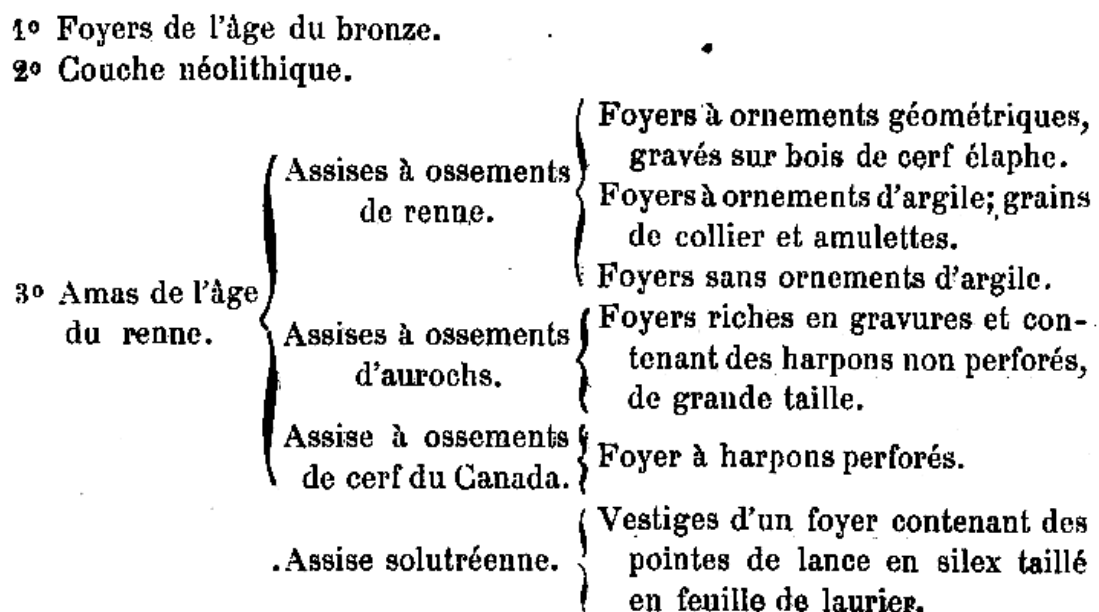 1º Foyers de l'âge du bronze.
2º Couche néolithique.
3º Amas de l'âge
du renne.
Assises à ossements
de renne.
Foyers à ornements géométriques,
gravés sur bois de cerf élaphe.
Foyers à ornements d'argile; grains
de collier et amulettes.
Foyers sans ornements d'argile.
Assises à ossements
d'aurochs.
Foyers riches en gravures et con-
tenant des harpons non perforés,
de grande taille.
Assise à ossements
de cerf du Canada.
Foyer à harpons perforés.
Assise solutréenne.
Vestiges d'un foyer contenant des
pointes de lance en silex taillé
en feuille de laurier.